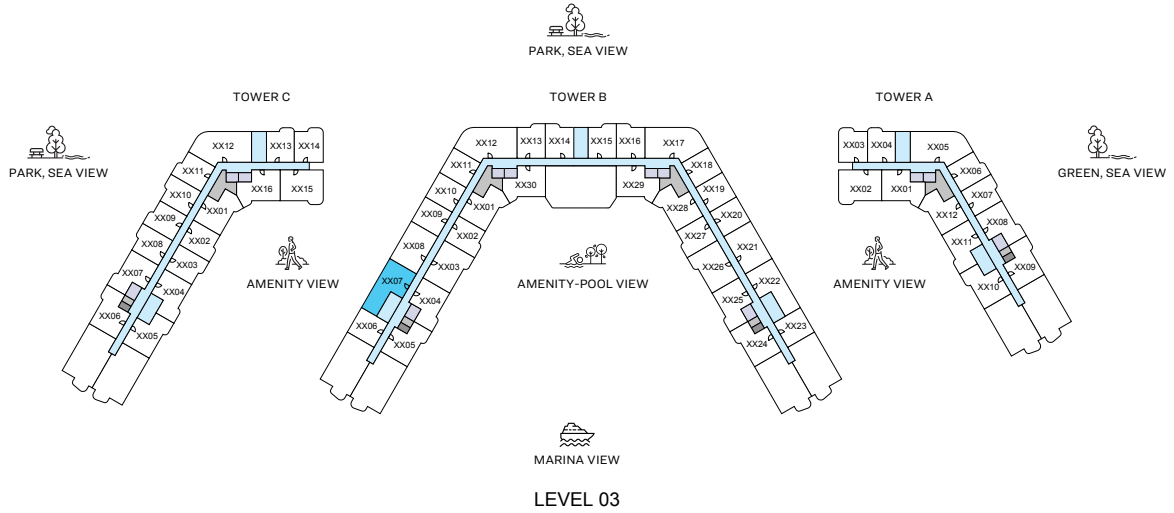 PARK, SEA VIEW
TOWER C
TOWER B
TOWER A
PARK, SEA VIEW
GREEN, SEA VIEW
XX12
XX13
XX14
XX11
XX10
XX09
XX08
XX07
XX06
XX05
XX04
XX03
XX02
XX01
XX16
XX15
XX12
XX13
XX14
XX15
XX16
XX17
XX11
XX10
XX09
XX08
XX07
XX06
XX05
XX04
XX03
XX02
XX01
XX30
XX29
XX28
XX27
XX26
XX25
XX24
XX23
XX22
XX21
XX20
XX19
XX18
XX03
XX04
XX05
XX02
XX01
XX06
XX07
XX08
XX09
XX10
XX11
XX12
AMENITY VIEW
AMENITY-POOL VIEW
AMENITY VIEW
MARINA VIEW
LEVEL 03